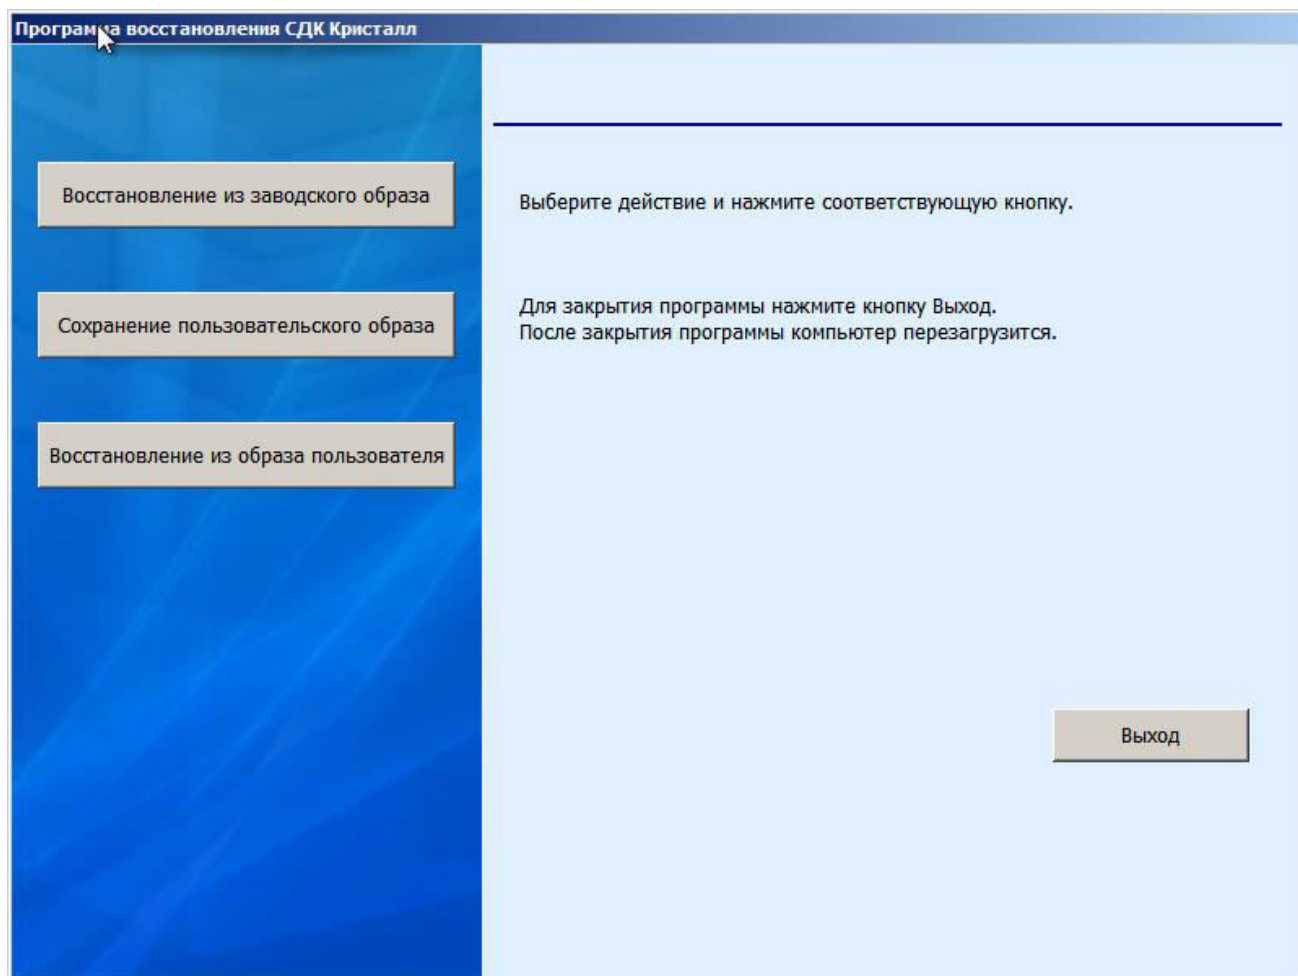 Программа восстановления СДК Кристалл
Восстановление из заводского образа
Сохранение пользовательского образа
Восстановление из образа пользователя
Выберите действие и нажмите соответствующую кнопку.
Для закрытия программы нажмите кнопку Выход.
После закрытия программы компьютер перезагрузится.
Выход